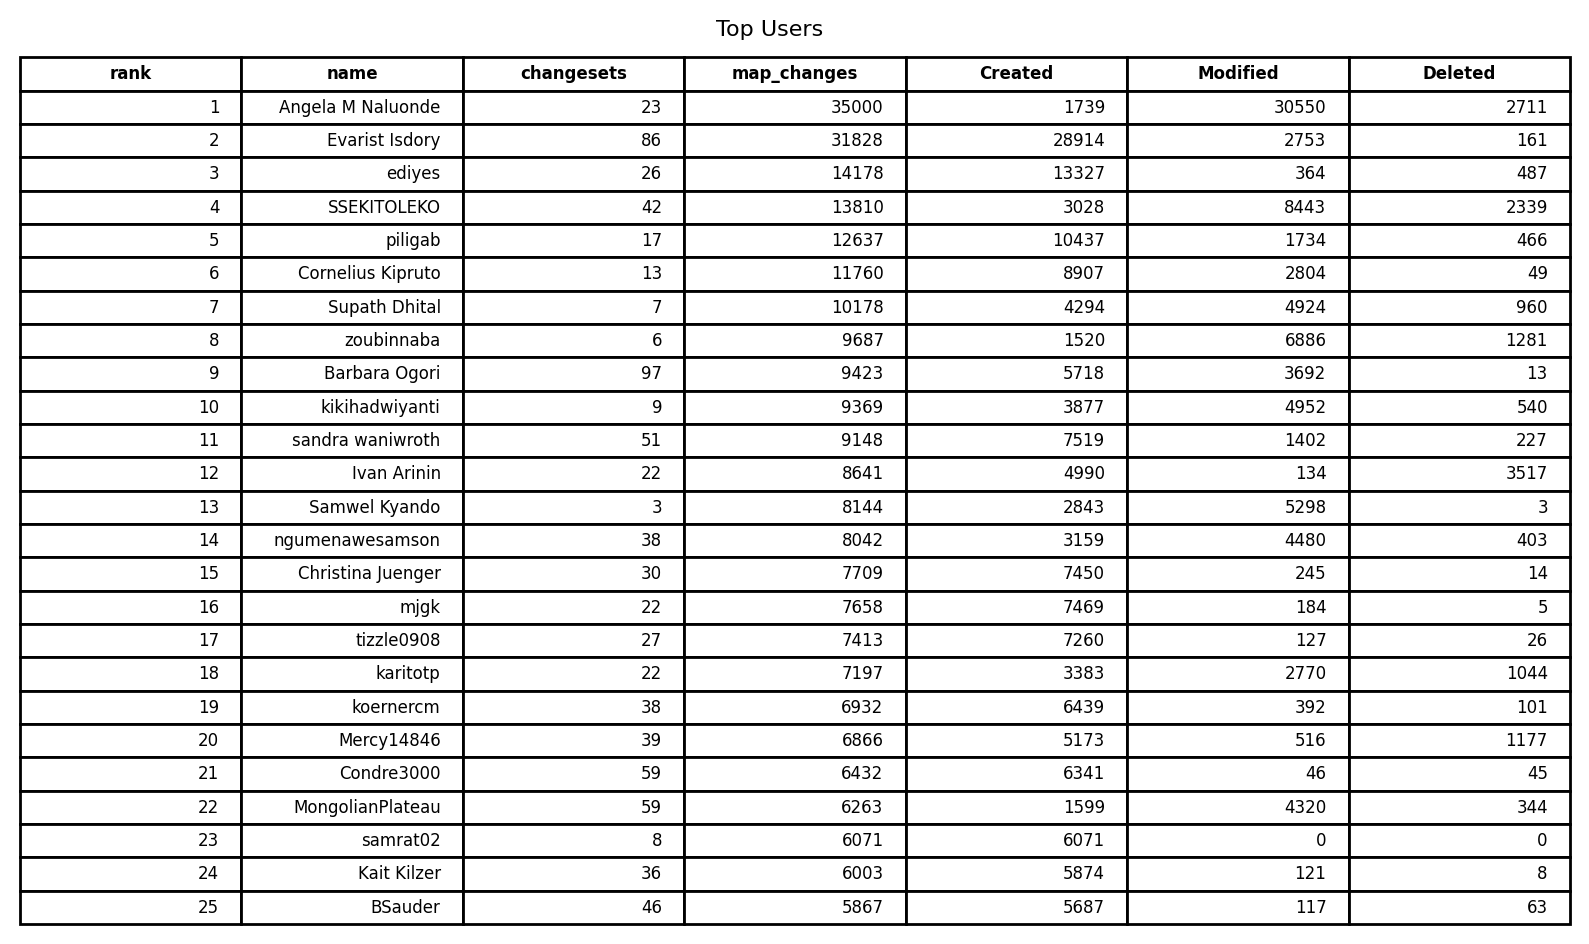 Top Users
rank name changesets map_changes Created Modified Deleted
1 Angela M Naluonde 23 35000 1739 30550 2711
2 Evarist Isdory 86 31828 28914 2753 161
3 ediyes 26 14178 13327 364 487
4 SSEKITOLEKO 42 13810 3028 8443 2339
5 piligab 17 12637 10437 1734 466
6 Cornelius Kipruto 13 11760 8907 2804 49
7 Supath Dhital 7 10178 4294 4924 960
8 zoubinnaba 6 9687 1520 6886 1281
9 Barbara Ogori 97 9423 5718 3692 13
10 kikihadwiyanti 9 9369 3877 4952 540
11 sandra waniwroth 51 9148 7519 1402 227
12 Ivan Arinin 22 8641 4990 134 3517
13 Samwel Kyando 3 8144 2843 5298 3
14 ngumenawesamson 38 8042 3159 4480 403
15 Christina Juenger 30 7709 7450 245 14
16 mjgk 22 7658 7469 184 5
17 tizzle0908 27 7413 7260 127 26
18 karitotp 22 7197 3383 2770 1044
19 koernercm 38 6932 6439 392 101
20 Mercy14846 39 6866 5173 516 1177
21 Condre3000 59 6432 6341 46 45
22 MongolianPlateau 59 6263 1599 4320 344
23 samrat02 8 6071 6071 0 0
24 Kait Kilzer 36 6003 5874 121 8
25 BSauder 46 5867 5687 117 63